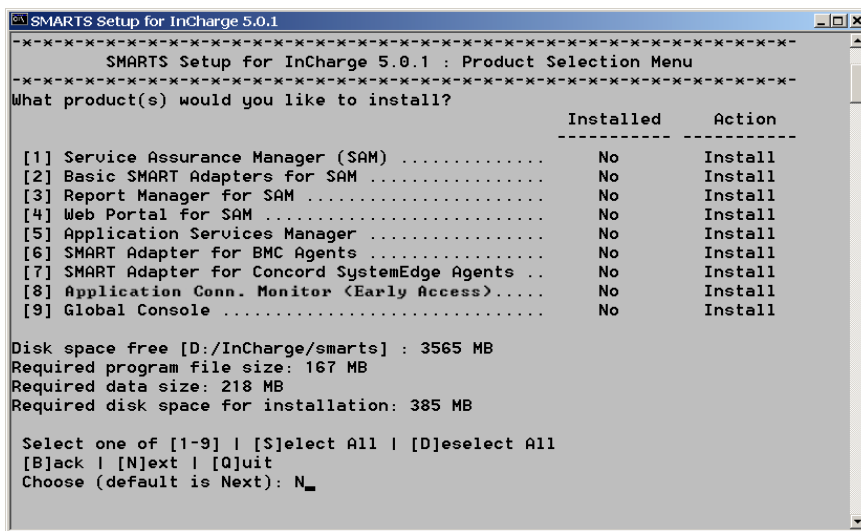 SMARTS Setup for InCharge 5.0.1
-*-*-*-*-*-*-*-*-*-*-*-*-*-*-*-*-*-*-*-*-*-*-*-*-*-*-*-*-*-*-*-*-*-*-*-*-*-
SMARTS Setup for InCharge 5.0.1 : Product Selection Menu
-*-*-*-*-*-*-*-*-*-*-*-*-*-*-*-*-*-*-*-*-*-*-*-*-*-*-*-*-*-*-*-*-*-*-*-*-*-
What product(s) would you like to install?
Installed Action
----------- -----------
[1] Service Assurance Manager (SAM) .............. No Install
[2] Basic SMART Adapters for SAM ................. No Install
[3] Report Manager for SAM ....................... No Install
[4] Web Portal for SAM ........................... No Install
[5] Application Services Manager ................. No Install
[6] SMART Adapter for BMC Agents ................. No Install
[7] SMART Adapter for Concord SystemEdge Agents .. No Install
[8] Application Conn. Monitor (Early Access)..... No Install
[9] Global Console ............................... No Install
Disk space free [D:/InCharge/smarts] : 3565 MB
Required program file size: 167 MB
Required data size: 218 MB
Required disk space for installation: 385 MB
Select one of [1-9] | [S]elect All | [D]eselect All
[B]ack | [N]ext | [Q]uit
Choose (default is Next): N_